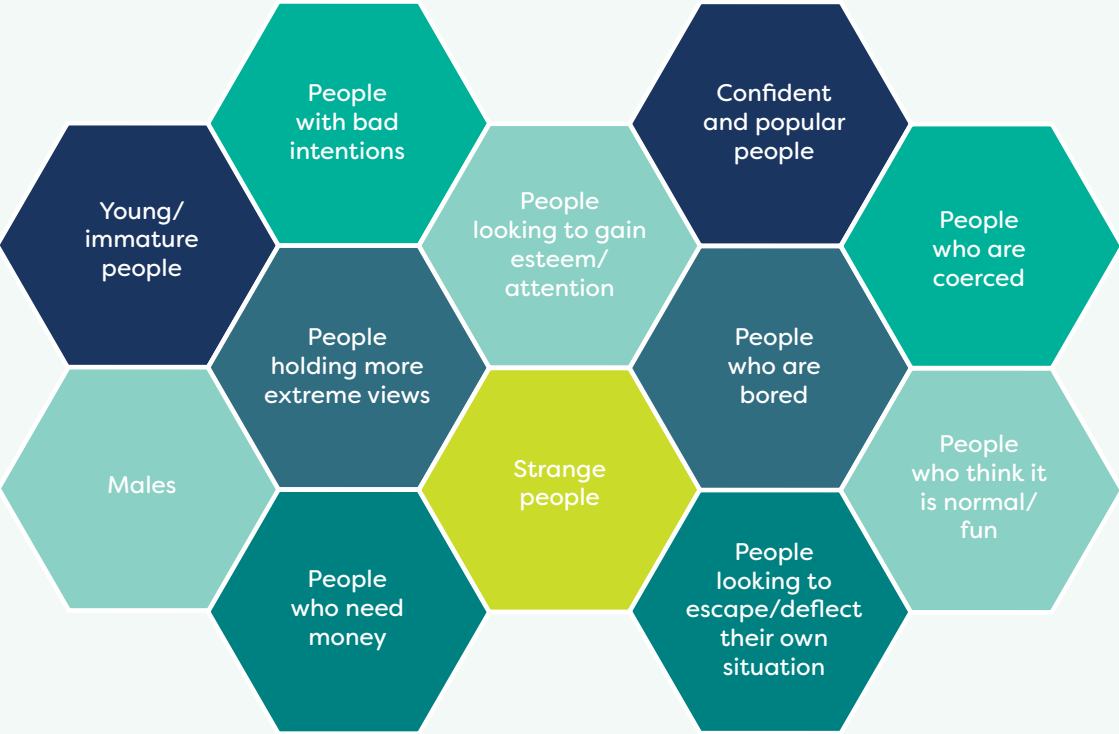 People
with bad
intentions
Confident
and popular
people
Young/
immature
people
People
looking to gain
esteem/
attention
People
who are
coerced
People
holding more
extreme views
People
who are
bored
Males
Strange
people
People
who think it
is normal/
fun
People
who need
money
People
looking to
escape/deflect
their own
situation